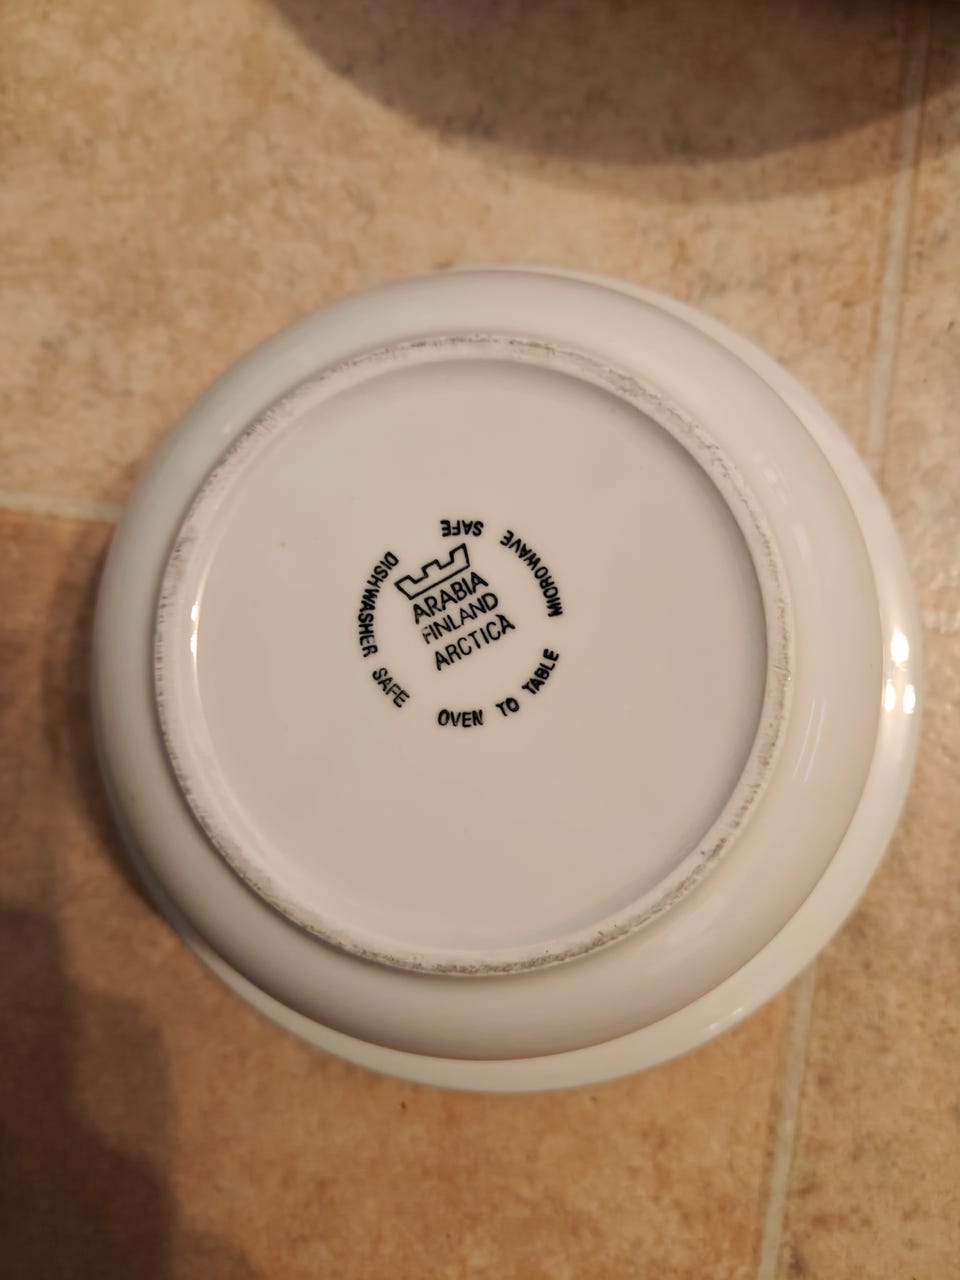 ARABIA
FINLAND
ARCTICA
DISHWASHER SAFE
OVEN TO TABLE
MICROWAVE SAFE